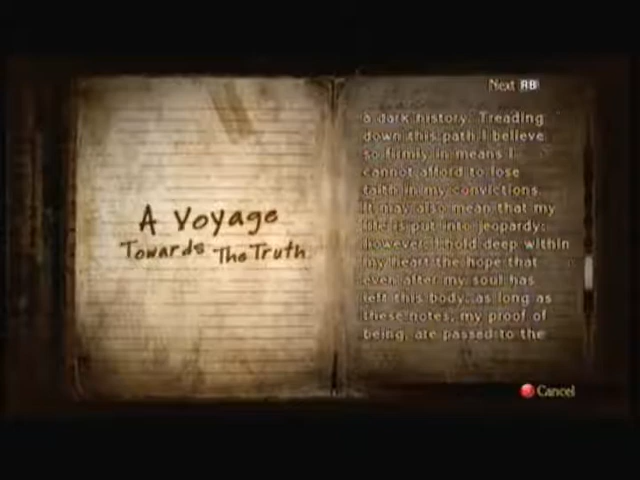 Next RB
A Voyage
Towards The Truth
a dark history. Treading
down this path I believe
so firmly in means I
cannot afford to lose
faith in my convictions.
It may also mean that my
life is put into jeopardy;
however, I hold deep within
my heart the hope that
even after my soul has
left this body...as long as
these notes, my proof of
being, are passed to the
Cancel